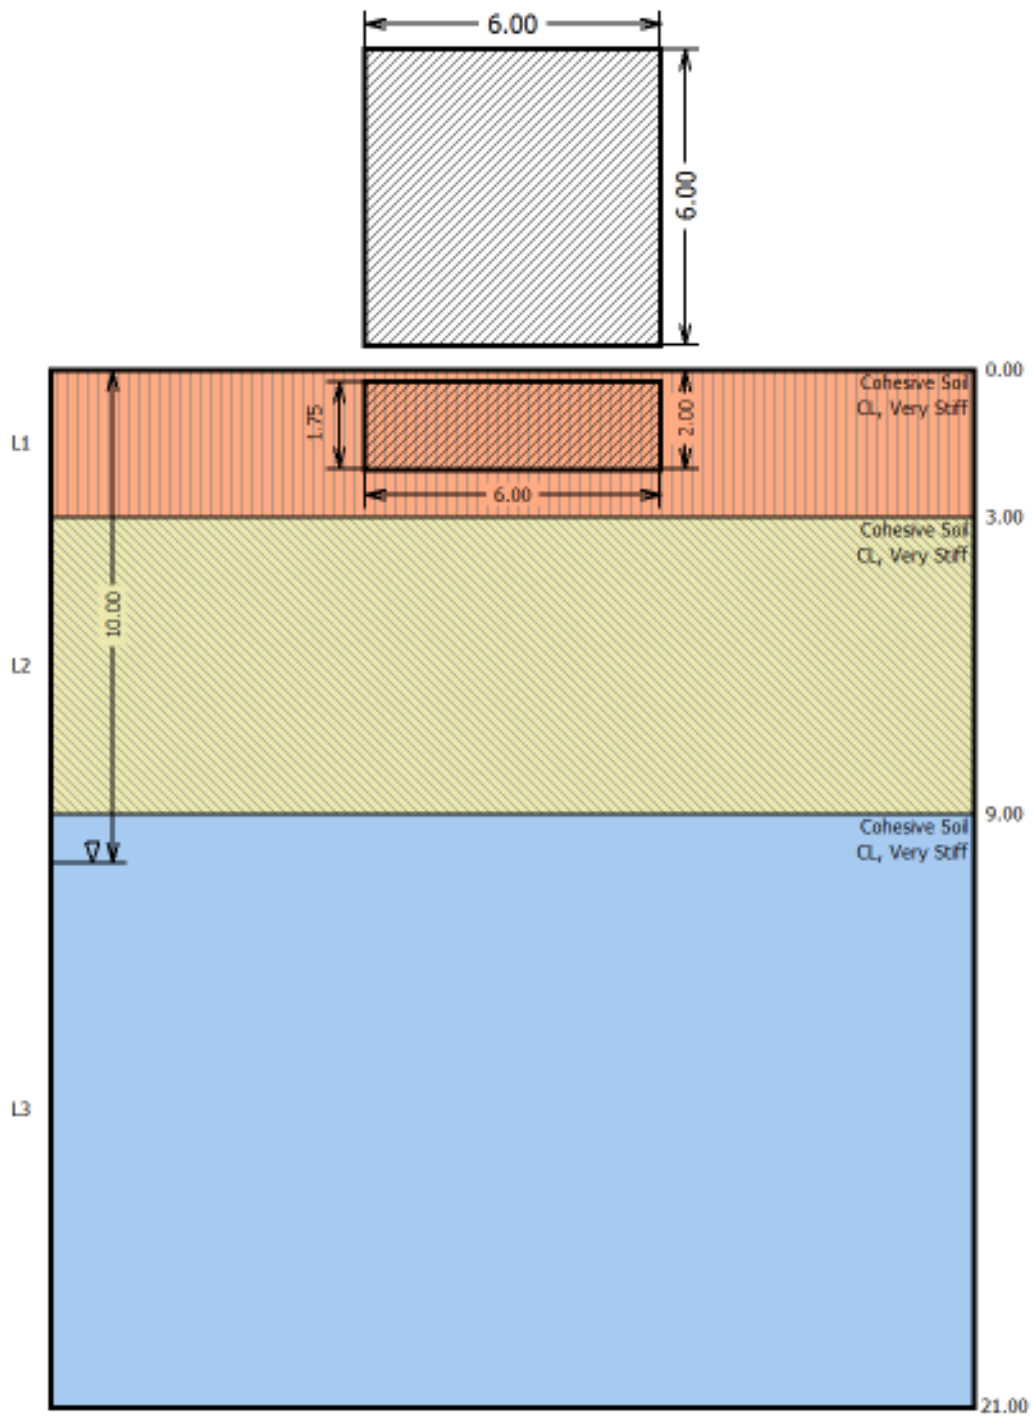 6.00
6.00
0.00
Cohesive Soil
CL, Very Stiff
1.75
2.00
L1
6.00
3.00
Cohesive Soil
CL, Very Stiff
10.00
L2
9.00
Cohesive Soil
CL, Very Stiff
L3
21.00